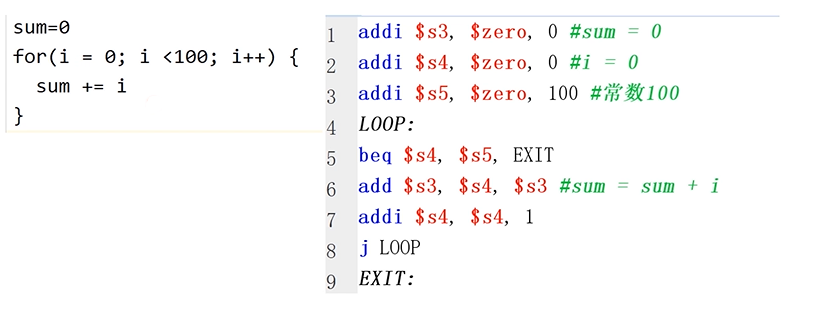 sum=0
for(i = 0; i <100; i++) {
sum += i
}
1 addi $s3, $zero, 0 #sum = 0
2 addi $s4, $zero, 0 #i = 0
3 addi $s5, $zero, 100 #常数100
4 LOOP:
5 beq $s4, $s5, EXIT
6 add $s3, $s4, $s3 #sum = sum + i
7 addi $s4, $s4, 1
8 j LOOP
9 EXIT: